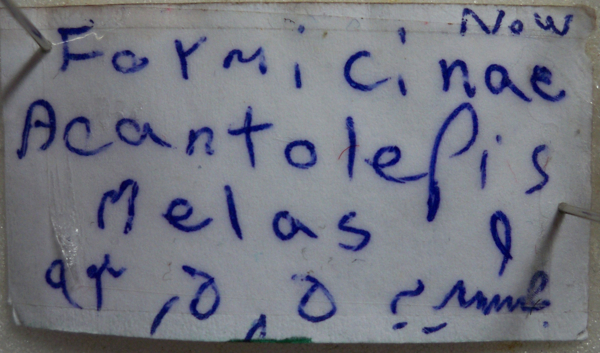 Now
Formicinae
Acantolepis
Melas